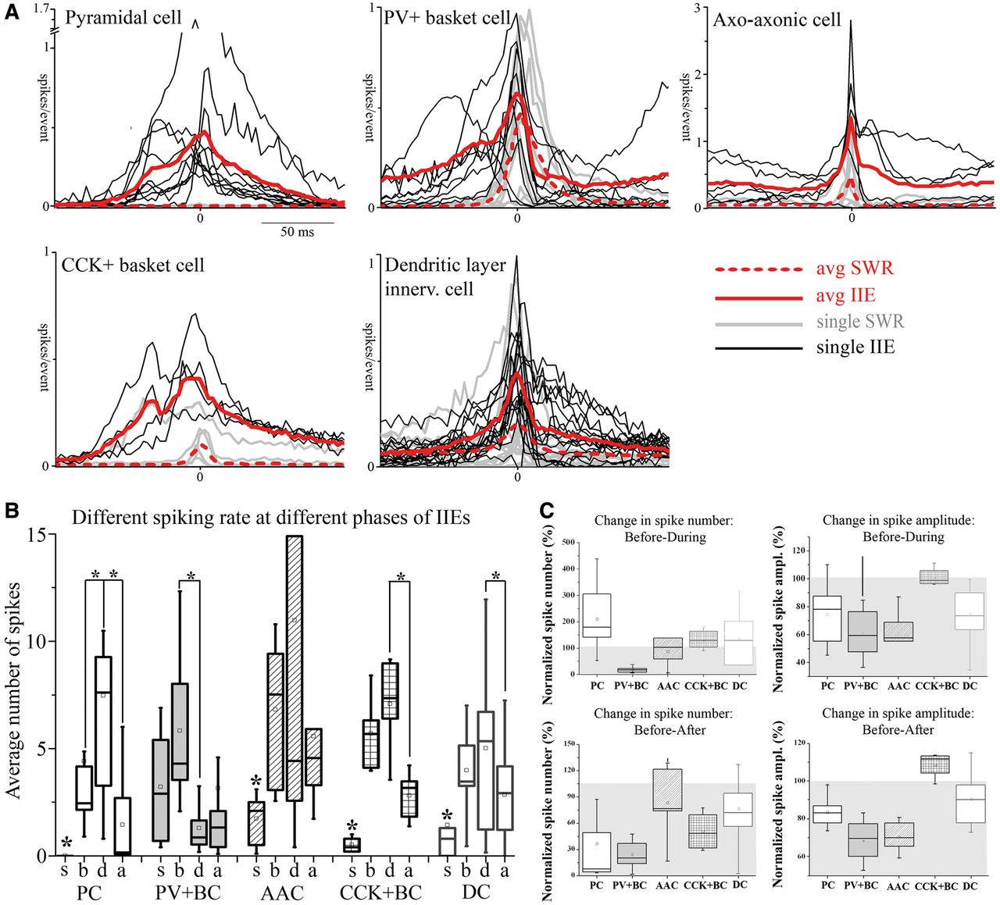 A
Pyramidal cell
1.7
1
0
spikes/event
0
50 ms
PV+ basket cell
1
0
spikes/event
0
Axo-axonic cell
3
2
1
0
spikes/event
0
CCK+ basket cell
1
0
spikes/event
0
Dendritic layer
innerv. cell
1
0
spikes/event
0
avg SWR
avg IIE
single SWR
single IIE
B
Different spiking rate at different phases of IIEs
Average number of spikes
15
10
5
0
* * * * *
* * *
*
s b d a s b d a s b d a s b d a s b d a
PC PV+BC AAC CCK+BC DC
C
Change in spike number:
Before-During
Normalized spike number (%)
500
400
300
200
100
0
PC PV+BC AAC CCK+BC DC
Change in spike amplitude:
Before-During
Normalized spike ampl. (%)
120
100
80
60
40
PC PV+BC AAC CCK+BC DC
Change in spike number:
Before-After
Normalized spike number (%)
150
120
90
60
30
0
PC PV+BC AAC CCK+BC DC
Change in spike amplitude:
Before-After
Normalized spike ampl. (%)
120
100
80
60
PC PV+BC AAC CCK+BC DC